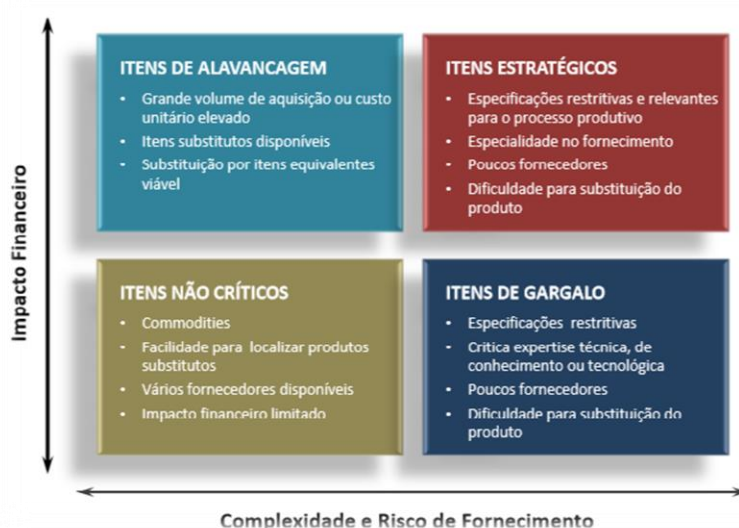 Impacto Financeiro
ITENS DE ALAVANCAGEM
• Grande volume de aquisição ou custo
unitário elevado
• Itens substitutos disponíveis
• Substituição por itens equivalentes
viável
ITENS ESTRATÉGICOS
• Especificações restritivas e relevantes
para o processo produtivo
• Especialidade no fornecimento
• Poucos fornecedores
• Dificuldade para substituição do
produto
ITENS NÃO CRÍTICOS
• Commodities
• Facilidade para localizar produtos
substitutos
• Vários fornecedores disponíveis
• Impacto financeiro limitado
ITENS DE GARGALO
• Especificações restritivas
• Critica expertise técnica, de
conhecimento ou tecnológica
• Poucos fornecedores
• Dificuldade para substituição do
produto
Complexidade e Risco de Fornecimento